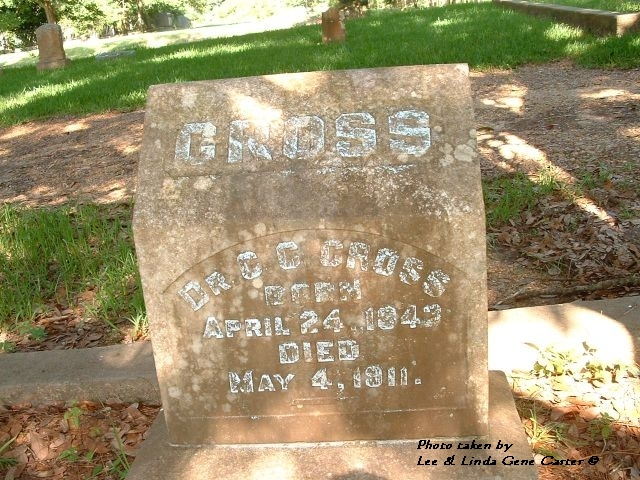 CROSS
DR. C. C. CROSS
BORN
APRIL 24, 1843
DIED
MAY 4, 1911.
Photo taken by
Lee & Linda Gene Carter ©